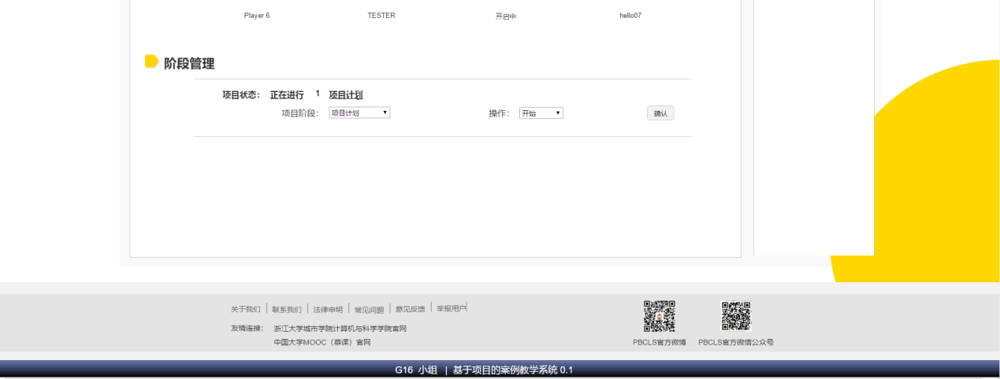 Player 6 TESTER 开启中 hello07
阶段管理
项目状态： 正在进行 1 项目计划
项目阶段： 项目计划 操作： 开始 确认
关于我们 联系我们 法律申明 常见问题 意见反馈 举报用户
友情连接： 浙江大学城市学院计算机与科学学院官网
中国大学MOOC（慕课）官网
PBCLS官方微博 PBCLS官方微信公众号
G16 小组 | 基于项目的案例教学系统 0.1